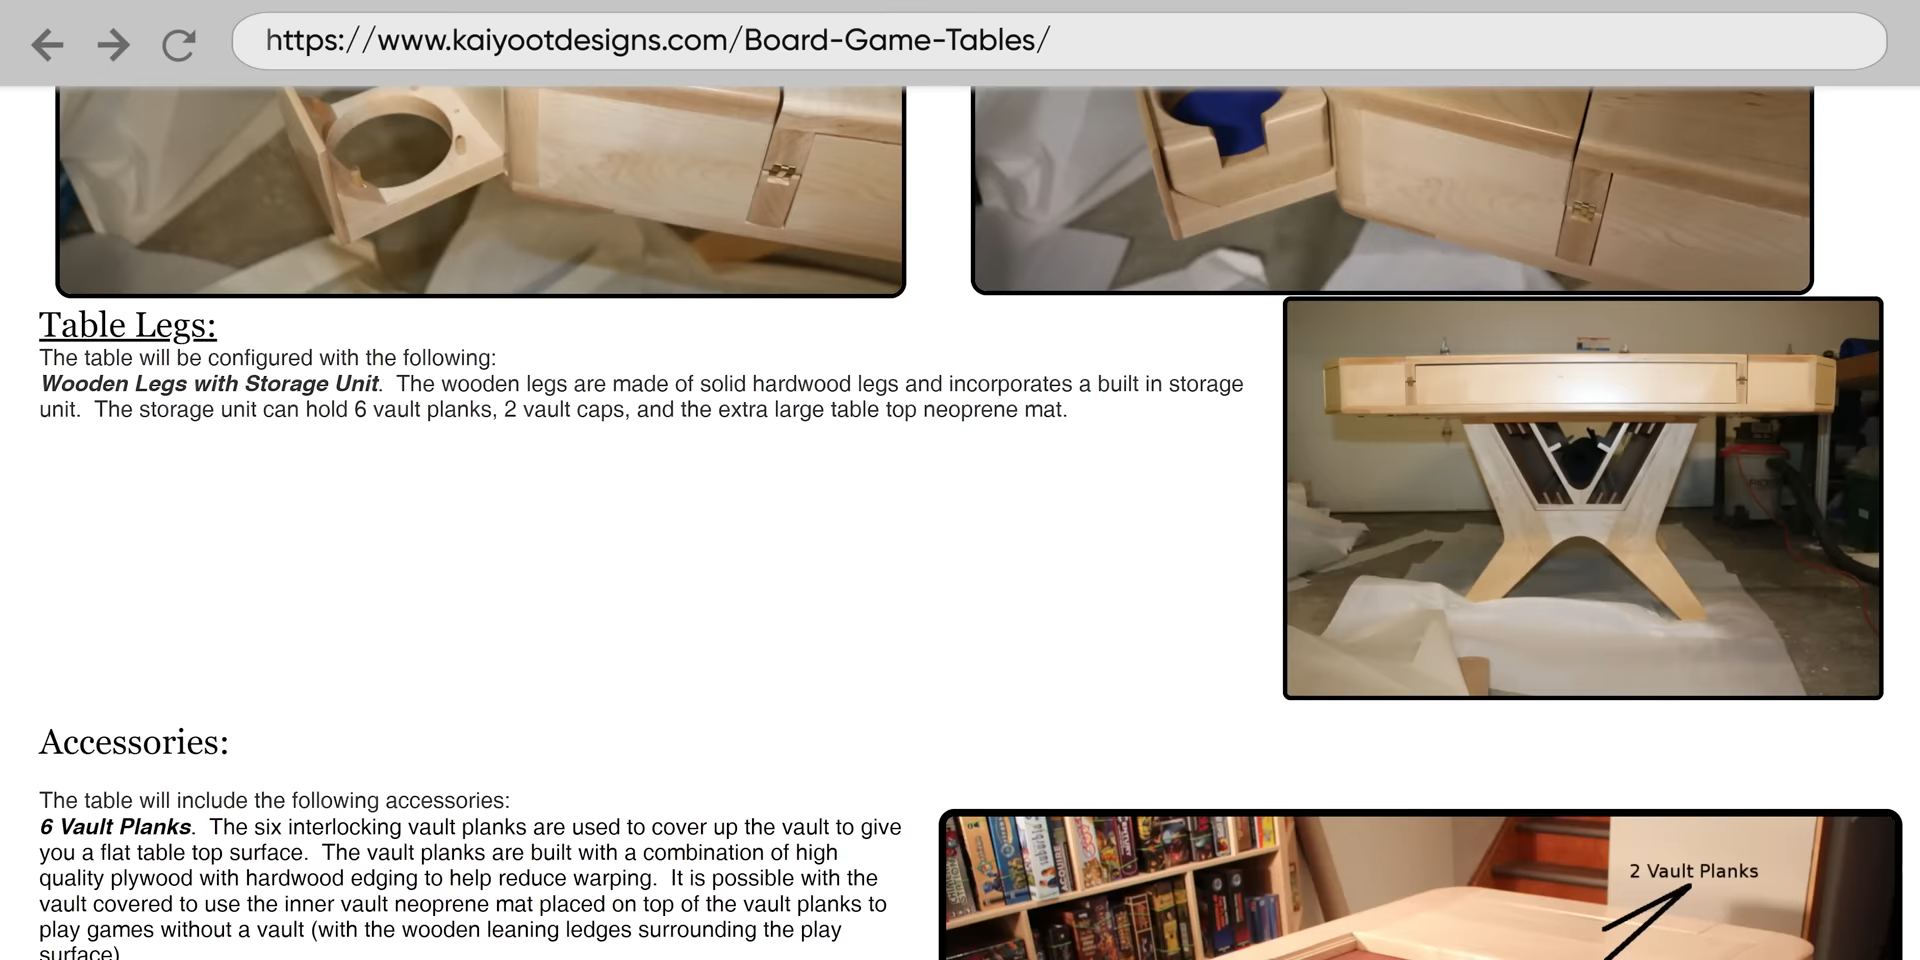 https://www.kaiyootdesigns.com/Board-Game-Tables/
Table Legs:
The table will be configured with the following:
Wooden Legs with Storage Unit.  The wooden legs are made of solid hardwood legs and incorporates a built in storage
unit.  The storage unit can hold 6 vault planks, 2 vault caps, and the extra large table top neoprene mat.
Accessories:
The table will include the following accessories:
6 Vault Planks.  The six interlocking vault planks are used to cover up the vault to give
you a flat table top surface.  The vault planks are built with a combination of high
quality plywood with hardwood edging to help reduce warping.  It is possible with the
vault covered to use the inner vault neoprene mat placed on top of the vault planks to
play games without a vault (with the wooden leaning ledges surrounding the play
surface)
2 Vault Planks